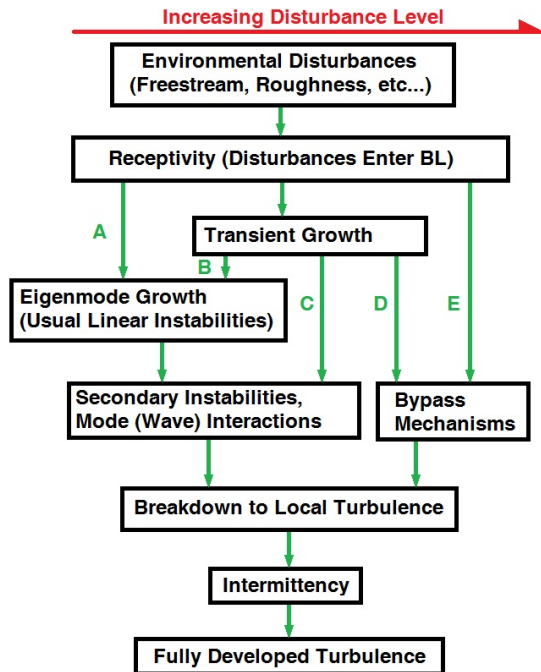 Increasing Disturbance Level
Environmental Disturbances
(Freestream, Roughness, etc...)
Receptivity (Disturbances Enter BL)
A
Transient Growth
B
Eigenmode Growth
(Usual Linear Instabilities)
C
D
E
Secondary Instabilities,
Mode (Wave) Interactions
Bypass
Mechanisms
Breakdown to Local Turbulence
Intermittency
Fully Developed Turbulence